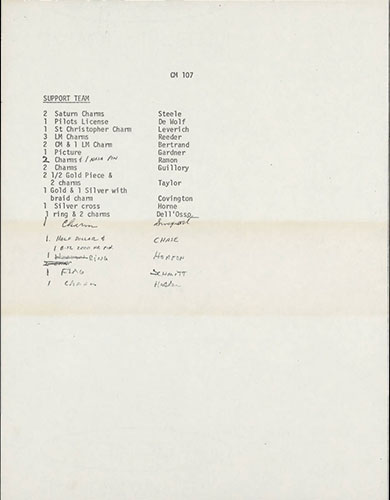 CM 107
SUPPORT TEAM
2 Saturn Charms Steele
1 Pilots License De Wolf
1 St Christopher Charm Leverich
3 LM Charms Reeder
2 CM & 1 LM Charm Bertrand
1 Picture Gardner
2 Charms & 1 NASA PIN Ramon
2 Charms Guillory
2 1/2 Gold Piece &
2 charms Taylor
1 Gold & 1 Silver with
braid charm Covington
1 Silver cross Horne
1 ring & 2 charms Dell'Osso
1 Charm
1. HALF DOLLAR & CHASE
1 RING HORTON
1 FLAG SCHMITT
1 CHARM